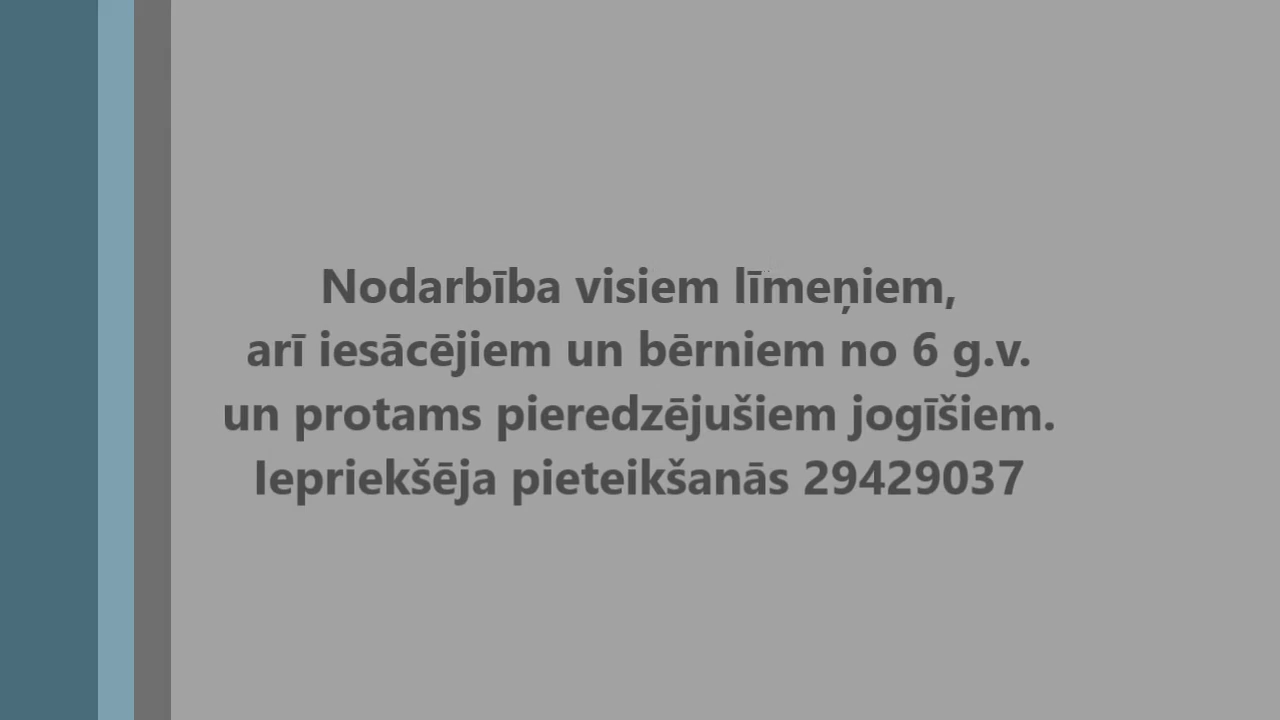 Nodarbība visiem līmeņiem,
arī iesācējiem un bērniem no 6 g.v.
un protams pieredzējušiem jogīšiem.
Iepriekšēja pieteikšanās 29429037